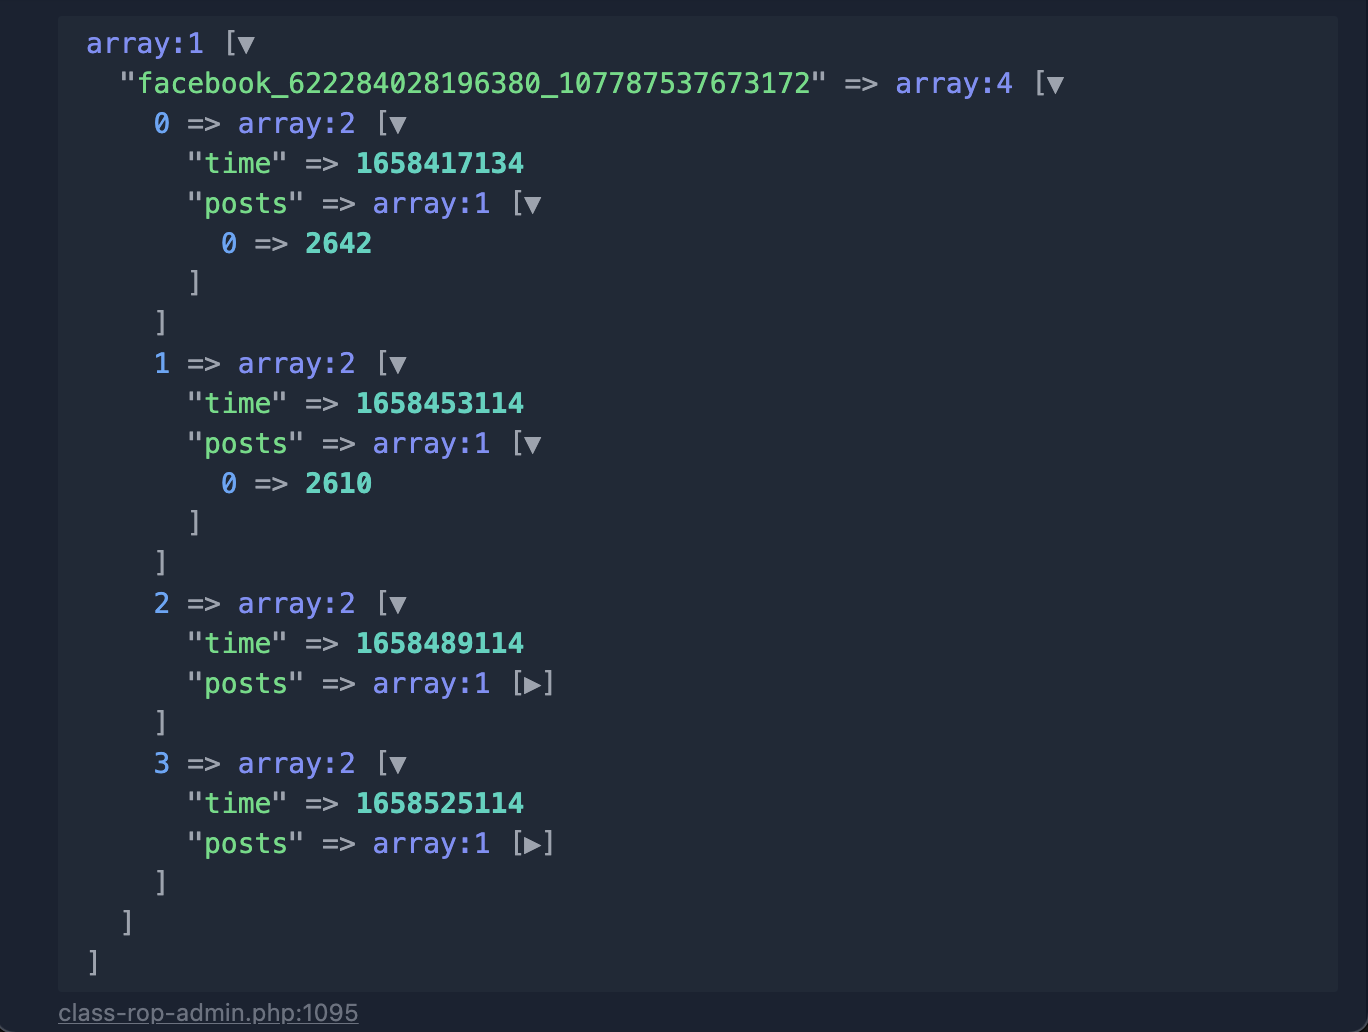 array:1 [▼
  "facebook_622284028196380_107787537673172" => array:4 [▼
    0 => array:2 [▼
      "time" => 1658417134
      "posts" => array:1 [▼
        0 => 2642
      ]
    ]
    1 => array:2 [▼
      "time" => 1658453114
      "posts" => array:1 [▼
        0 => 2610
      ]
    ]
    2 => array:2 [▼
      "time" => 1658489114
      "posts" => array:1 [▶]
    ]
    3 => array:2 [▼
      "time" => 1658525114
      "posts" => array:1 [▶]
    ]
  ]
]
class-rop-admin.php:1095